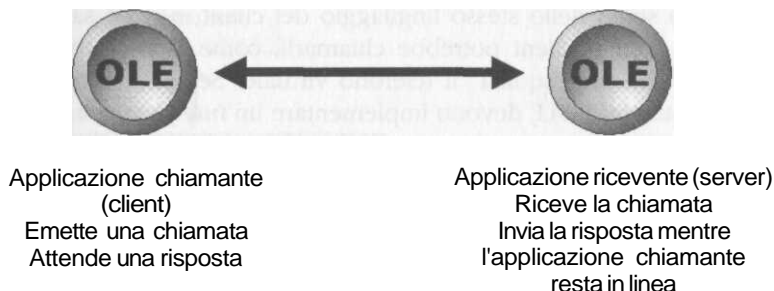 OLE
OLE
Applicazione chiamante
(client)
Emette una chiamata
Attende una risposta
Applicazione ricevente (server)
Riceve la chiamata
Invia la risposta mentre
l'applicazione chiamante
resta in linea